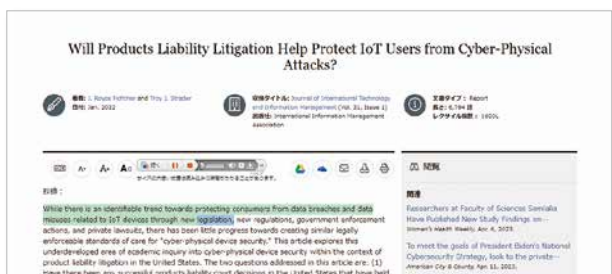 Will Products Liability Litigation Help Protect IoT Users from Cyber-Physical
Attacks?
著者: J. Royce Fichtner and Troy J. Strader
日付: Jan. 2022
収録タイトル: Journal of International Technology
and Information Management (Vol. 31, Issue 1)
出版社: International Information Management
Association
文書タイプ: Report
長さ: 6,794 語
レクサイル指数: 1600L
聴く
閲覧
抄録:
While there is an identifiable trend towards protecting consumers from data breaches and data
misuses related to IoT devices through new legislation, new regulations, government enforcement
actions, and private lawsuits, there has been little progress towards creating similar legally
enforceable standards of care for "cyber-physical device security." This article explores this
underdeveloped area of academic inquiry into cyber-physical device security within the context of
product liability litigation in the United States. The two questions addressed in this article are. (1)
Have there been any successful products liability court decisions in the United States that have held
関連
Researchers at Faculty of Sciences Semlalia
Have Published New Study Findings on...
Women's Health Weekly, Apr. 6, 2023.
To meet the goals of President Biden's National
Cybersecurity Strategy, look to the private...
American City & County, Apr. 11, 2023.